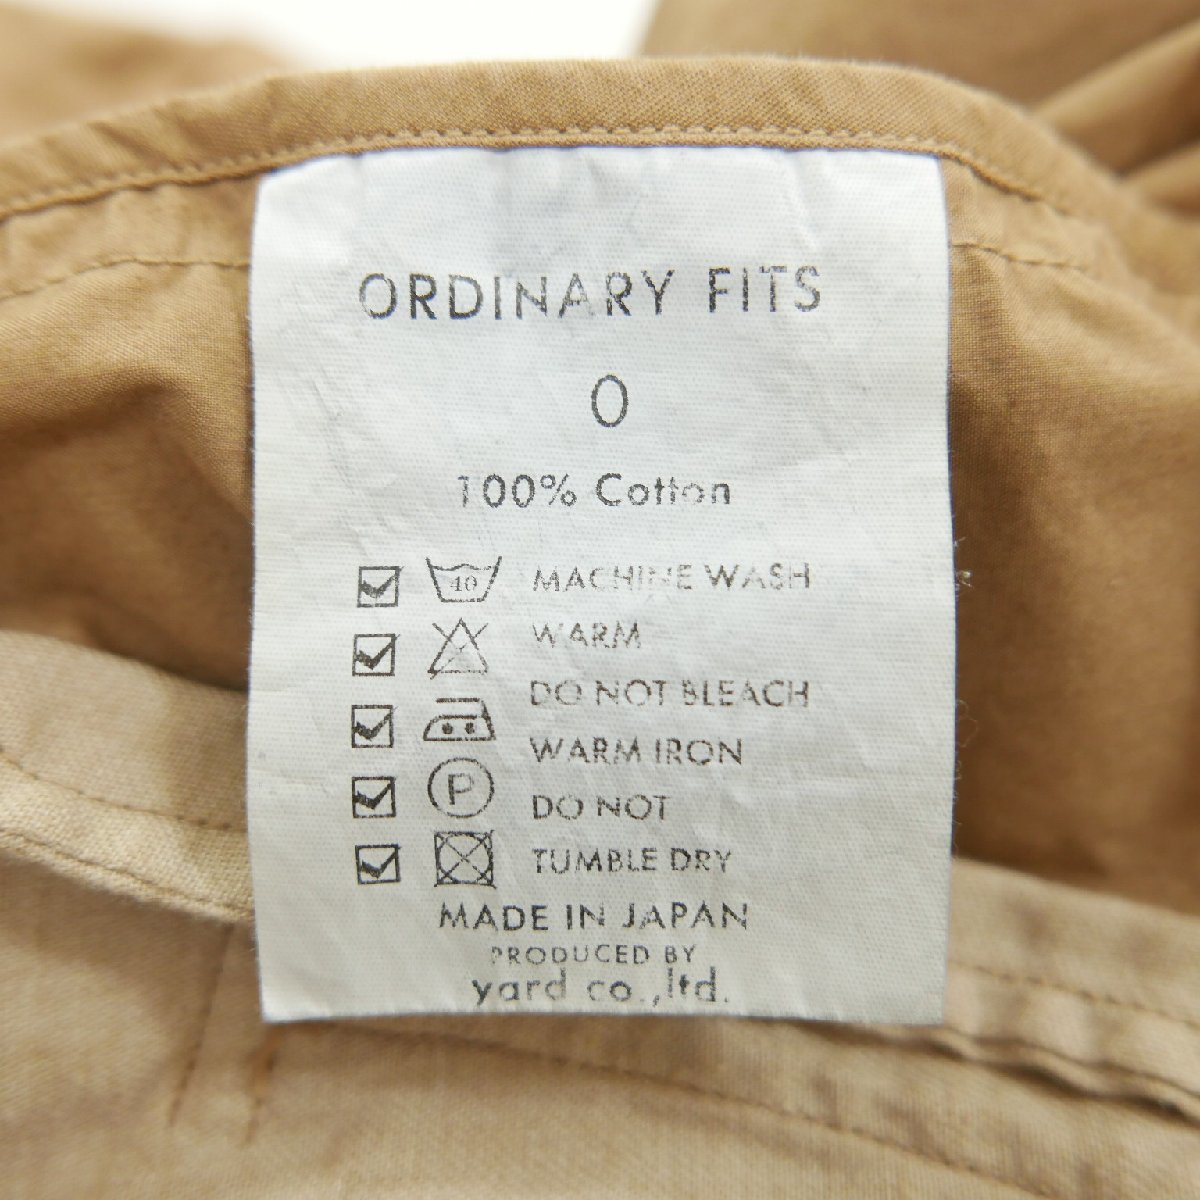 ORDINARY FITS
0
100% Cotton
40 MACHINE WASH
WARM
DO NOT BLEACH
WARM IRON
P DO NOT
TUMBLE DRY
MADE IN JAPAN
PRODUCED BY
yard co.,ltd.